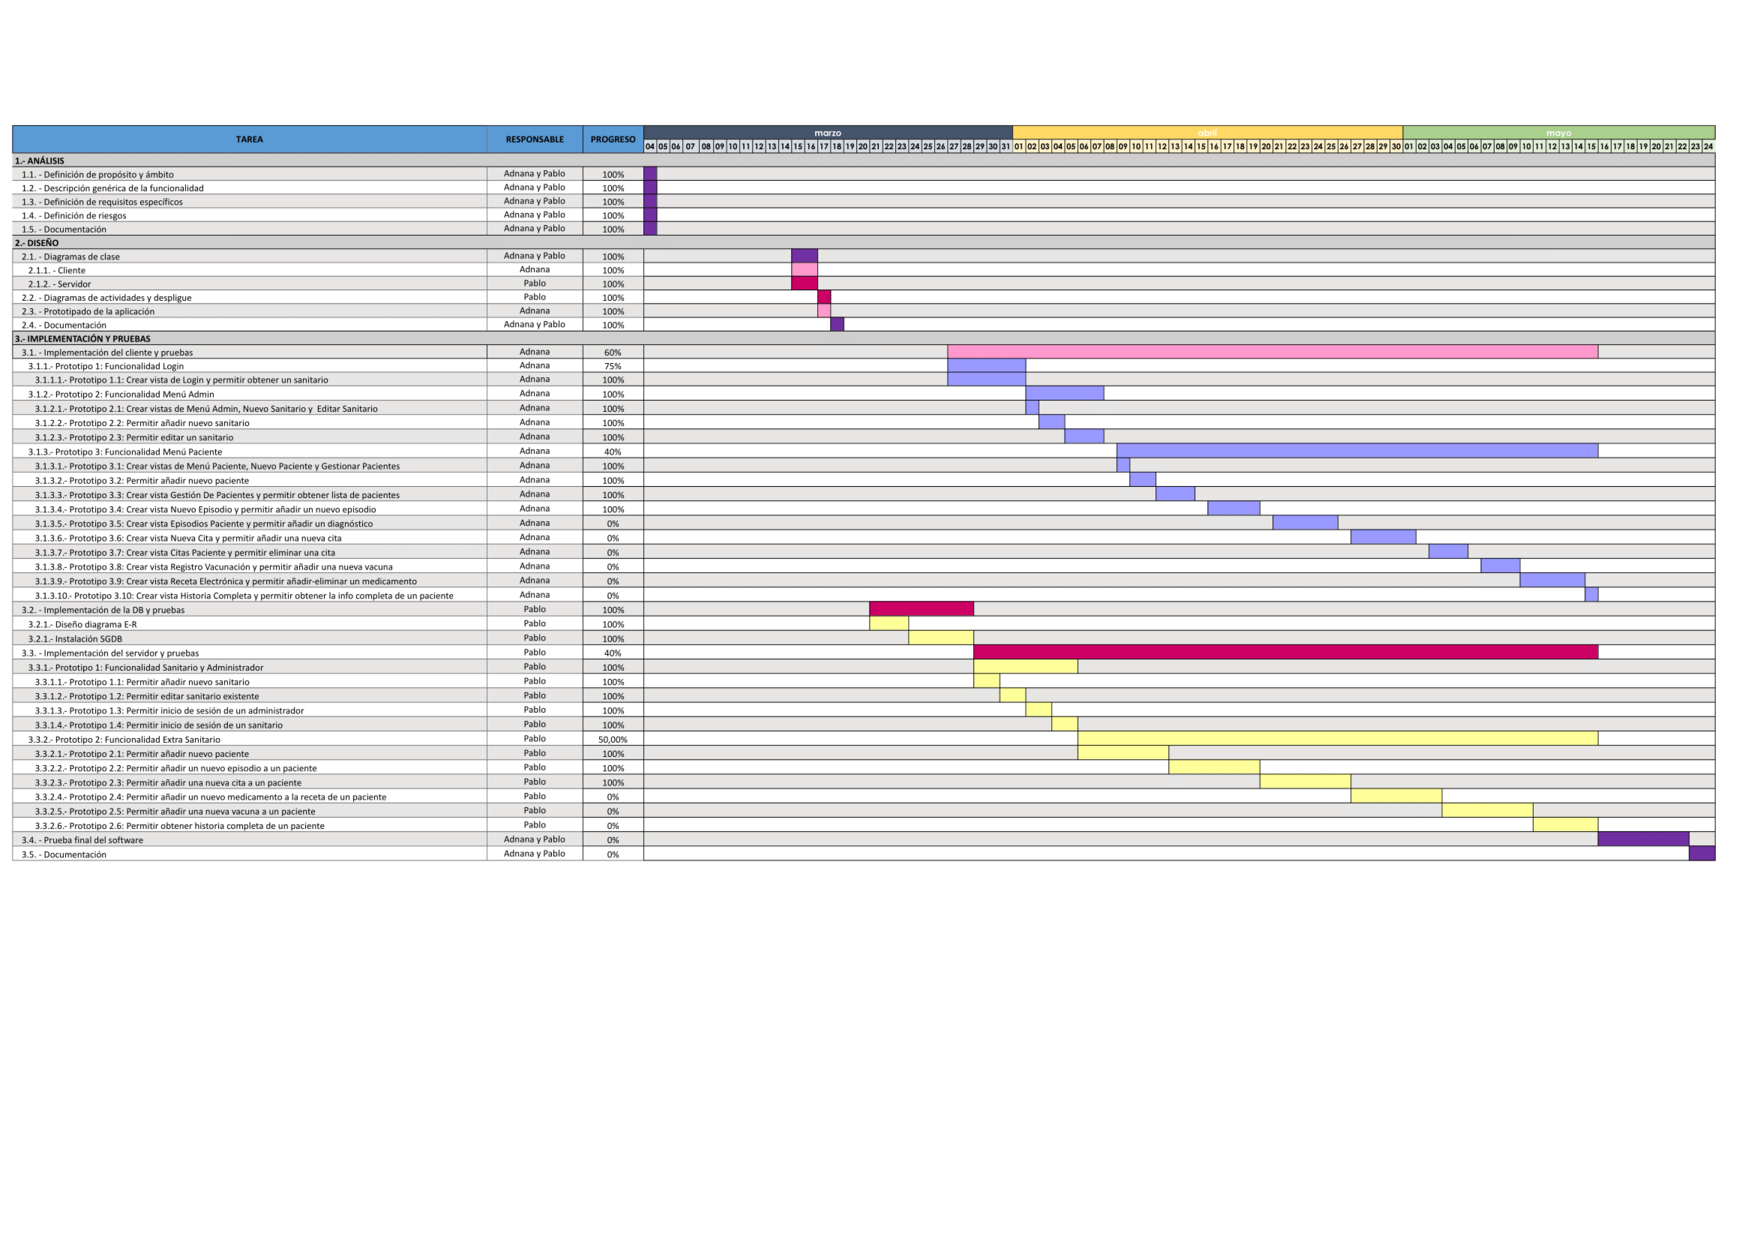 TAREA RESPONSABLE PROGRESO marzo abril mayo
04 05 06 07 08 09 10 11 12 13 14 15 16 17 18 19 20 21 22 23 24 25 26 27 28 29 30 31 01 02 03 04 05 06 07 08 09 10 11 12 13 14 15 16 17 18 19 20 21 22 23 24 25 26 27 28 29 30 01 02 03 04 05 06 07 08 09 10 11 12 13 14 15 16 17 18 19 20 21 22 23 24
1.- ANÁLISIS
1.1. - Definición de propósito y ámbito Adnana y Pablo 100%
1.2. - Descripción genérica de la funcionalidad Adnana y Pablo 100%
1.3. - Definición de requisitos específicos Adnana y Pablo 100%
1.4. - Definición de riesgos Adnana y Pablo 100%
1.5. - Documentación Adnana y Pablo 100%
2.- DISEÑO
2.1. - Diagramas de clase Adnana y Pablo 100%
2.1.1. - Cliente Adnana 100%
2.1.2. - Servidor Pablo 100%
2.2. - Diagramas de actividades y despligue Pablo 100%
2.3. - Prototipado de la aplicación Adnana 100%
2.4. - Documentación Adnana y Pablo 100%
3.- IMPLEMENTACIÓN Y PRUEBAS
3.1. - Implementación del cliente y pruebas Adnana 60%
3.1.1.- Prototipo 1: Funcionalidad Login Adnana 75%
3.1.1.1.- Prototipo 1.1: Crear vista de Login y permitir obtener un sanitario Adnana 100%
3.1.2.- Prototipo 2: Funcionalidad Menú Admin Adnana 100%
3.1.2.1.- Prototipo 2.1: Crear vistas de Menú Admin, Nuevo Sanitario y Editar Sanitario Adnana 100%
3.1.2.2.- Prototipo 2.2: Permitir añadir nuevo sanitario Adnana 100%
3.1.2.3.- Prototipo 2.3: Permitir editar un sanitario Adnana 100%
3.1.3.- Prototipo 3: Funcionalidad Menú Paciente Adnana 40%
3.1.3.1.- Prototipo 3.1: Crear vistas de Menú Paciente, Nuevo Paciente y Gestionar Pacientes Adnana 100%
3.1.3.2.- Prototipo 3.2: Permitir añadir nuevo paciente Adnana 100%
3.1.3.3.- Prototipo 3.3: Crear vista Gestión De Pacientes y permitir obtener lista de pacientes Adnana 100%
3.1.3.4.- Prototipo 3.4: Crear vista Nuevo Episodio y permitir añadir un nuevo episodio Adnana 100%
3.1.3.5.- Prototipo 3.5: Crear vista Episodios Paciente y permitir añadir un diagnóstico Adnana 0%
3.1.3.6.- Prototipo 3.6: Crear vista Nueva Cita y permitir añadir una nueva cita Adnana 0%
3.1.3.7.- Prototipo 3.7: Crear vista Citas Paciente y permitir eliminar una cita Adnana 0%
3.1.3.8.- Prototipo 3.8: Crear vista Registro Vacunación y permitir añadir una nueva vacuna Adnana 0%
3.1.3.9.- Prototipo 3.9: Crear vista Receta Electrónica y permitir añadir-eliminar un medicamento Adnana 0%
3.1.3.10.- Prototipo 3.10: Crear vista Historia Completa y permitir obtener la info completa de un paciente Adnana 0%
3.2. - Implementación de la DB y pruebas Pablo 100%
3.2.1.- Diseño diagrama E-R Pablo 100%
3.2.1.- Instalación SGDB Pablo 100%
3.3. - Implementación del servidor y pruebas Pablo 40%
3.3.1.- Prototipo 1: Funcionalidad Sanitario y Administrador Pablo 100%
3.3.1.1.- Prototipo 1.1: Permitir añadir nuevo sanitario Pablo 100%
3.3.1.2.- Prototipo 1.2: Permitir editar sanitario existente Pablo 100%
3.3.1.3.- Prototipo 1.3: Permitir inicio de sesión de un administrador Pablo 100%
3.3.1.4.- Prototipo 1.4: Permitir inicio de sesión de un sanitario Pablo 100%
3.3.2.- Prototipo 2: Funcionalidad Extra Sanitario Pablo 50,00%
3.3.2.1.- Prototipo 2.1: Permitir añadir nuevo paciente Pablo 100%
3.3.2.2.- Prototipo 2.2: Permitir añadir un nuevo episodio a un paciente Pablo 100%
3.3.2.3.- Prototipo 2.3: Permitir añadir una nueva cita a un paciente Pablo 100%
3.3.2.4.- Prototipo 2.4: Permitir añadir un nuevo medicamento a la receta de un paciente Pablo 0%
3.3.2.5.- Prototipo 2.5: Permitir añadir una nueva vacuna a un paciente Pablo 0%
3.3.2.6.- Prototipo 2.6: Permitir obtener historia completa de un paciente Pablo 0%
3.4. - Prueba final del software Adnana y Pablo 0%
3.5. - Documentación Adnana y Pablo 0%